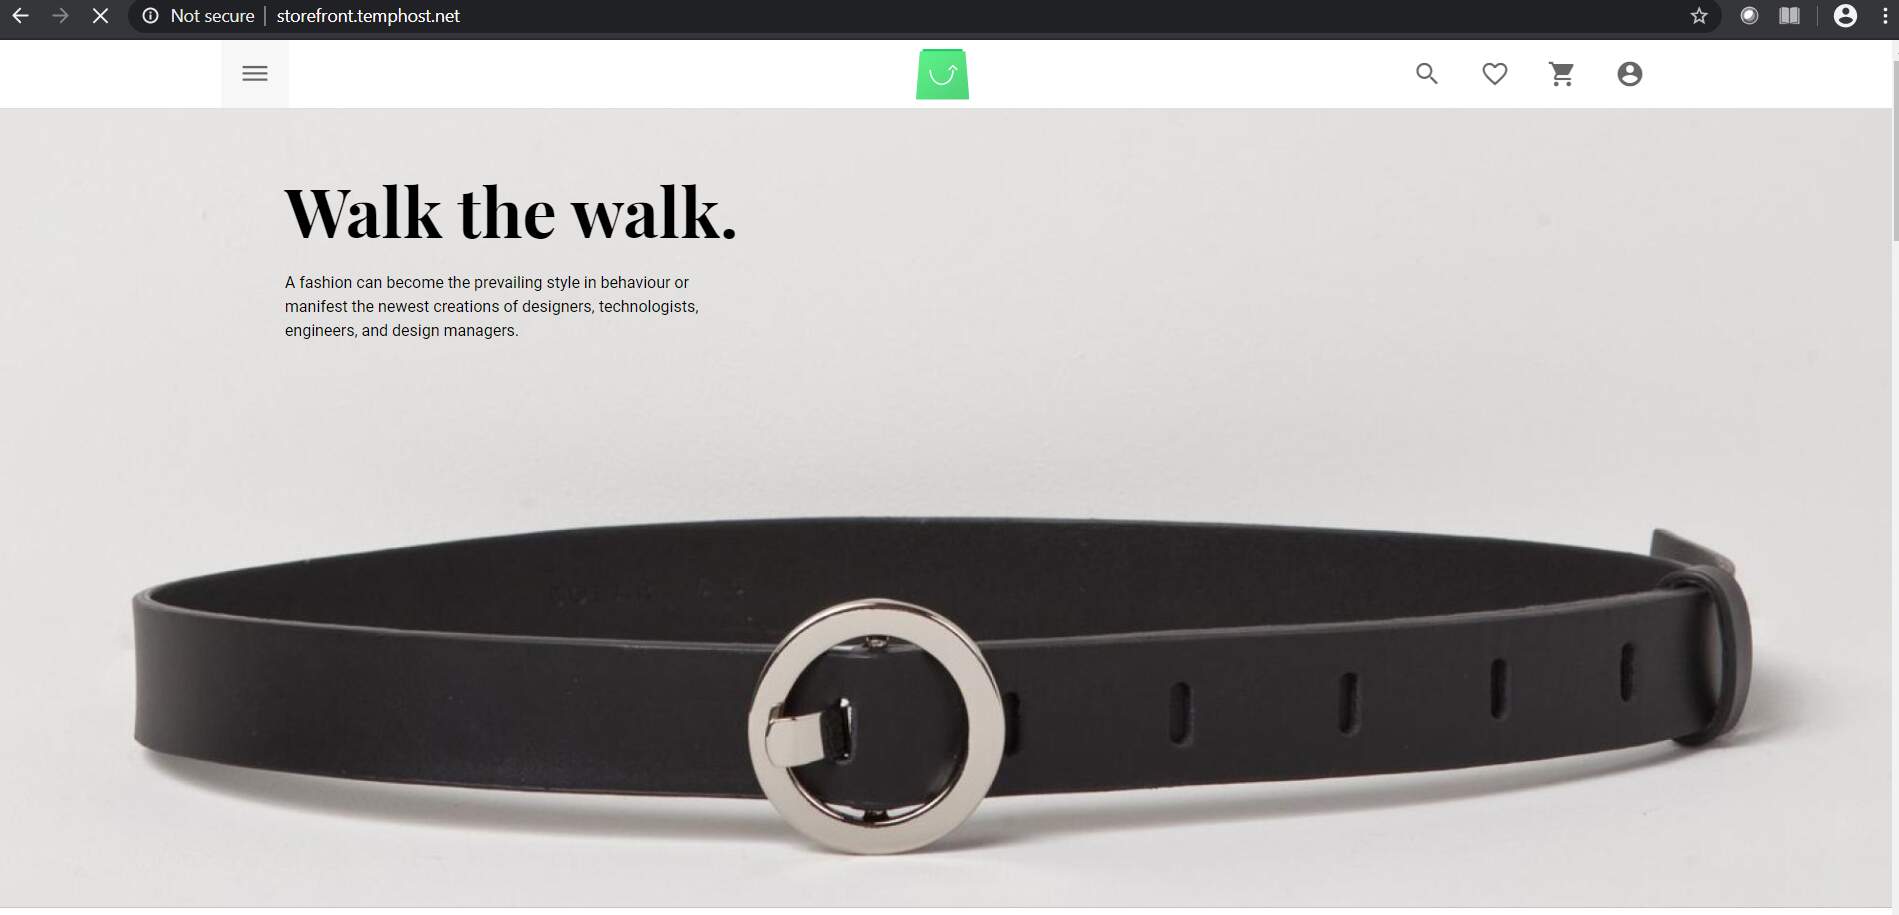 Not secure | storefront.temphost.net
Walk the walk.
A fashion can become the prevailing style in behaviour or
manifest the newest creations of designers, technologists,
engineers, and design managers.